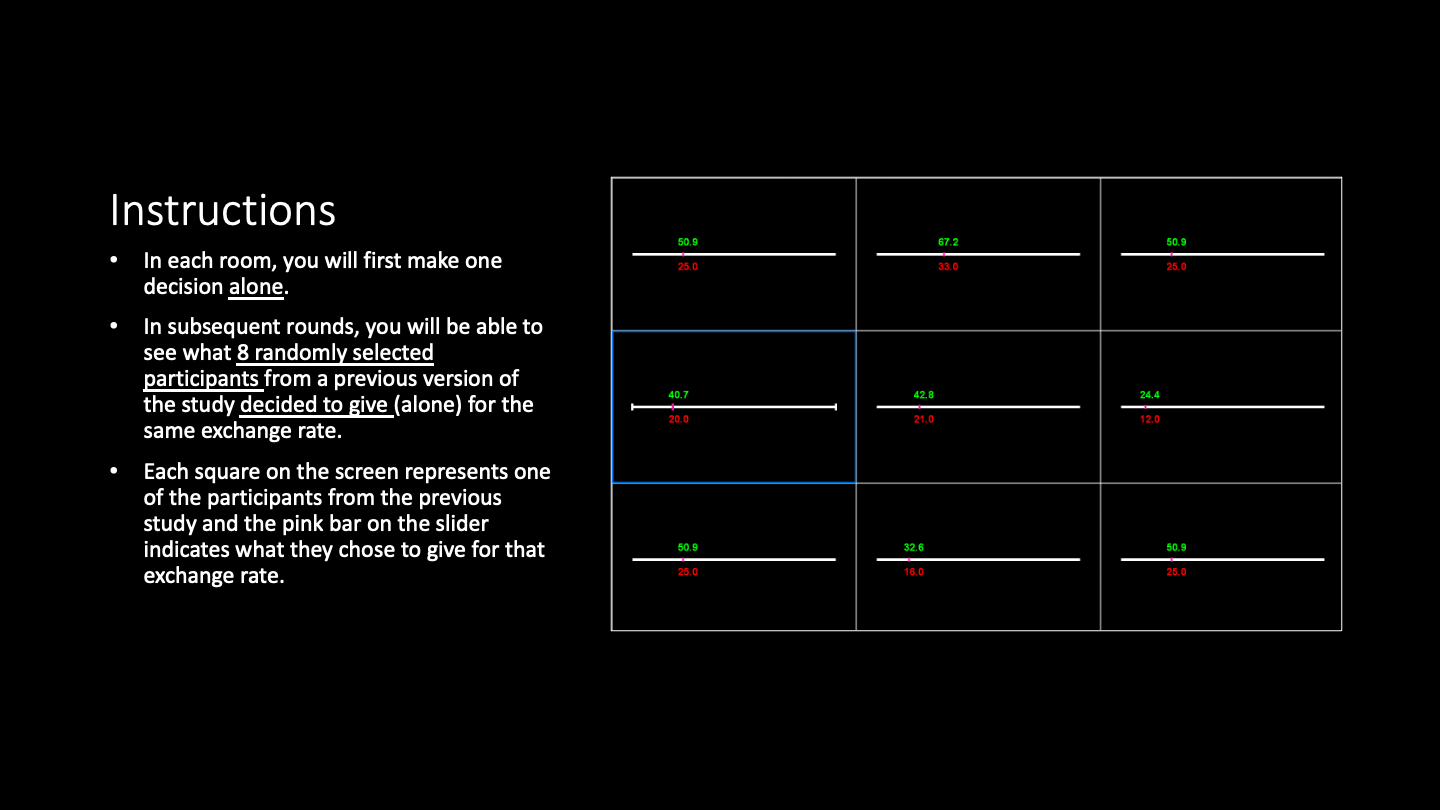 Instructions
• In each room, you will first make one
decision alone.
• In subsequent rounds, you will be able to
see what 8 randomly selected
participants from a previous version of
the study decided to give (alone) for the
same exchange rate.
• Each square on the screen represents one
of the participants from the previous
study and the pink bar on the slider
indicates what they chose to give for that
exchange rate.
50.9 67.2 50.9
25.0 33.0 25.0
40.7 42.8 24.4
20.0 21.0 12.0
50.9 32.6 50.9
25.0 16.0 25.0